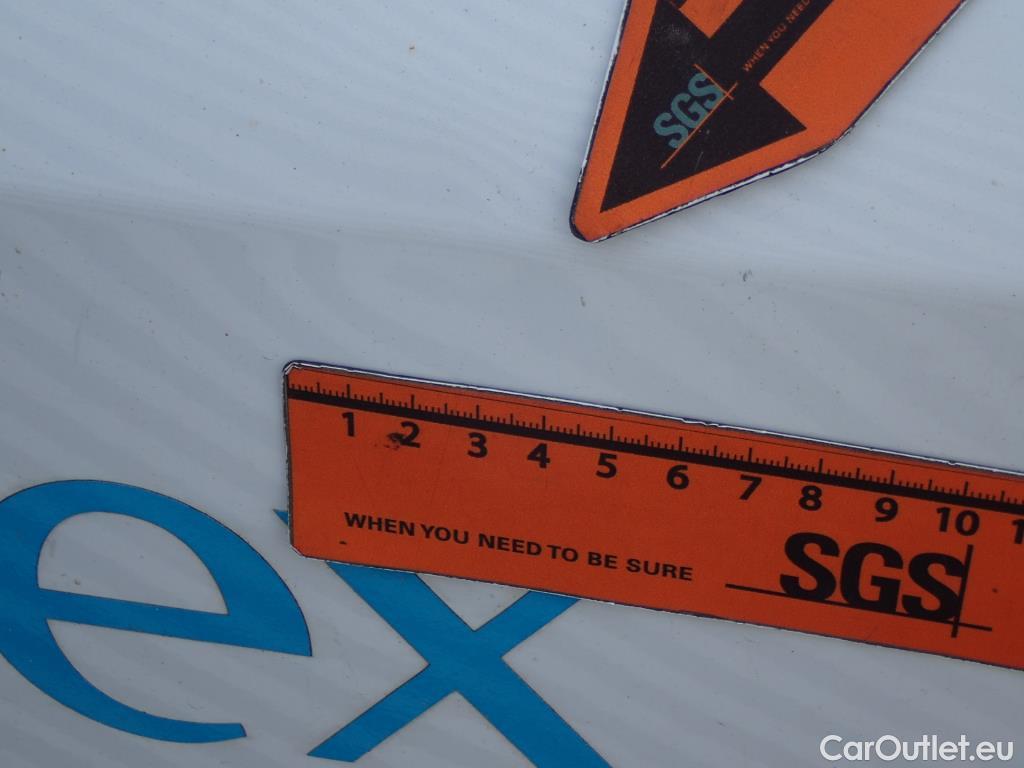 WHEN YOU NEED
SGS
1 2 3 4 5 6 7 8 9 10
WHEN YOU NEED TO BE SURE
SGS
ex
CarOutlet.eu